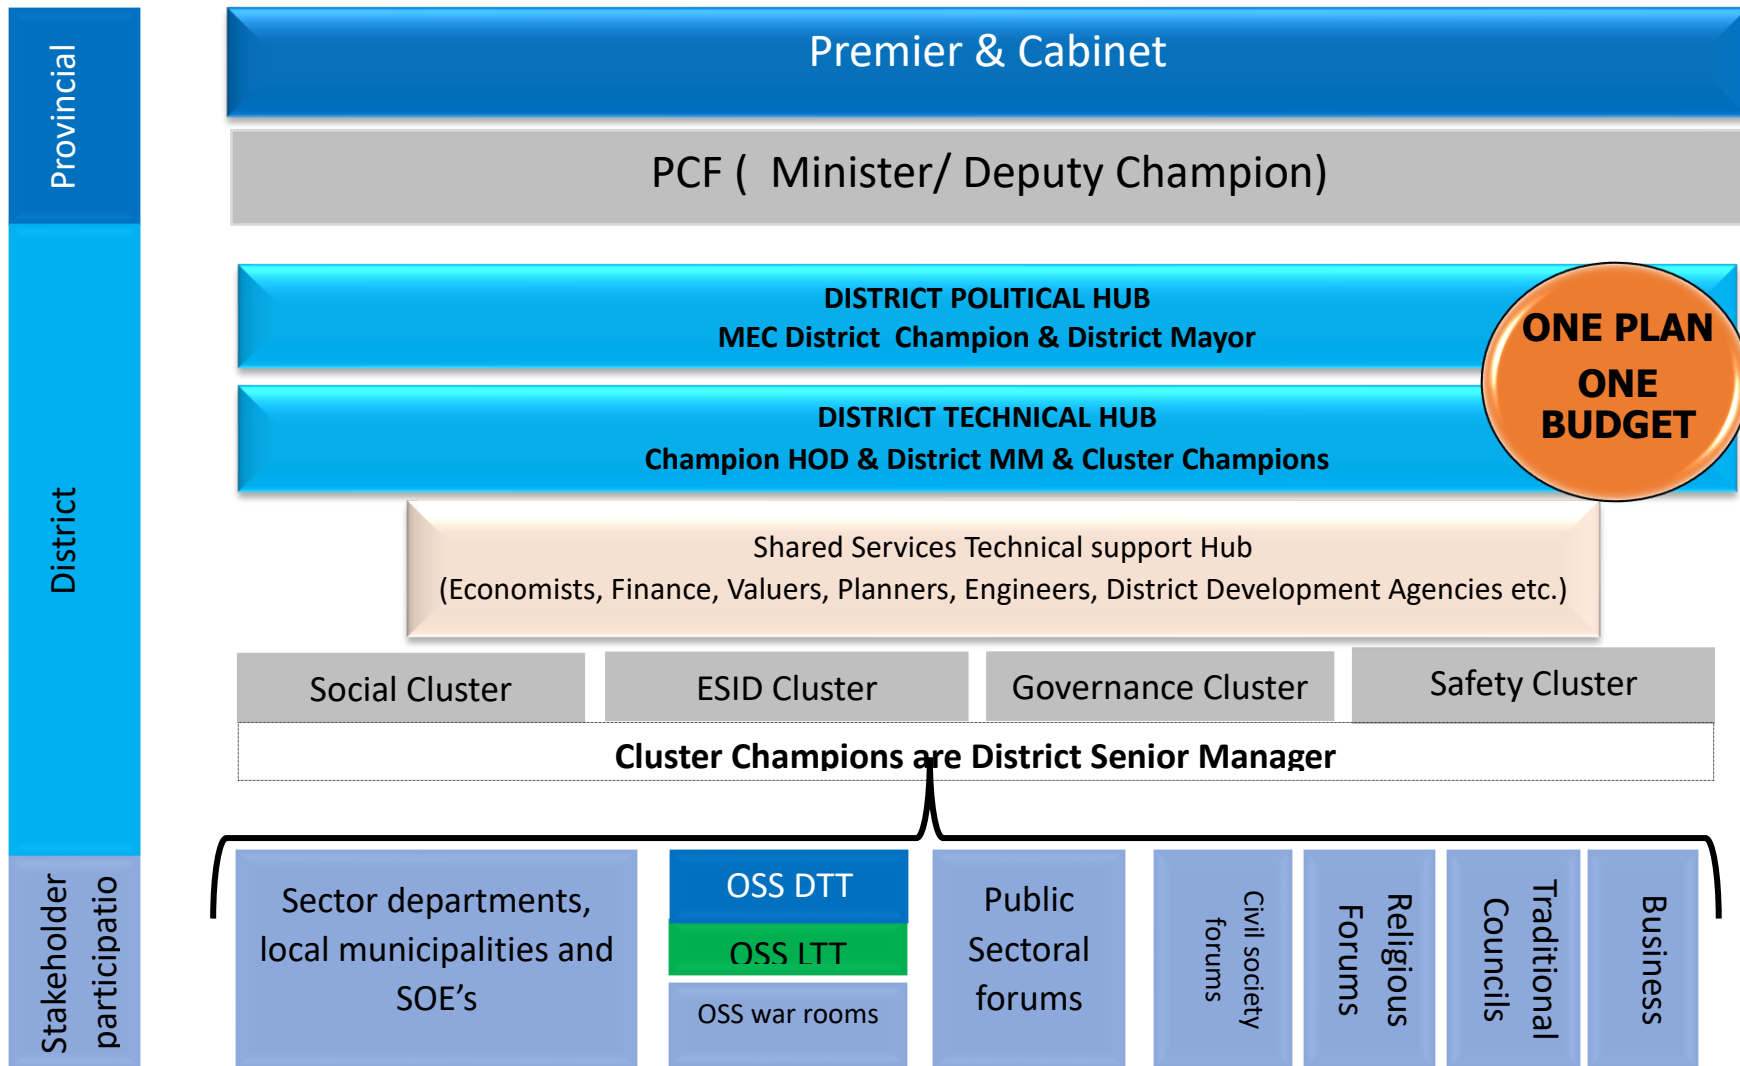 Provincial
Premier & Cabinet
PCF (  Minister/ Deputy Champion)
District
DISTRICT POLITICAL HUB
MEC District  Champion & District Mayor
ONE PLAN
ONE
BUDGET
DISTRICT TECHNICAL HUB
Champion HOD & District MM & Cluster Champions
Shared Services Technical support Hub
(Economists, Finance, Valuers, Planners, Engineers, District Development Agencies etc.)
Social Cluster
ESID Cluster
Governance Cluster
Safety Cluster
Cluster Champions are District Senior Manager
Stakeholder
participatio
Sector departments,
local municipalities and
SOE's
OSS DTT
OSS LTT
OSS war rooms
Public
Sectoral
forums
Civil society
forums
Religious
Forums
Traditional
Councils
Business